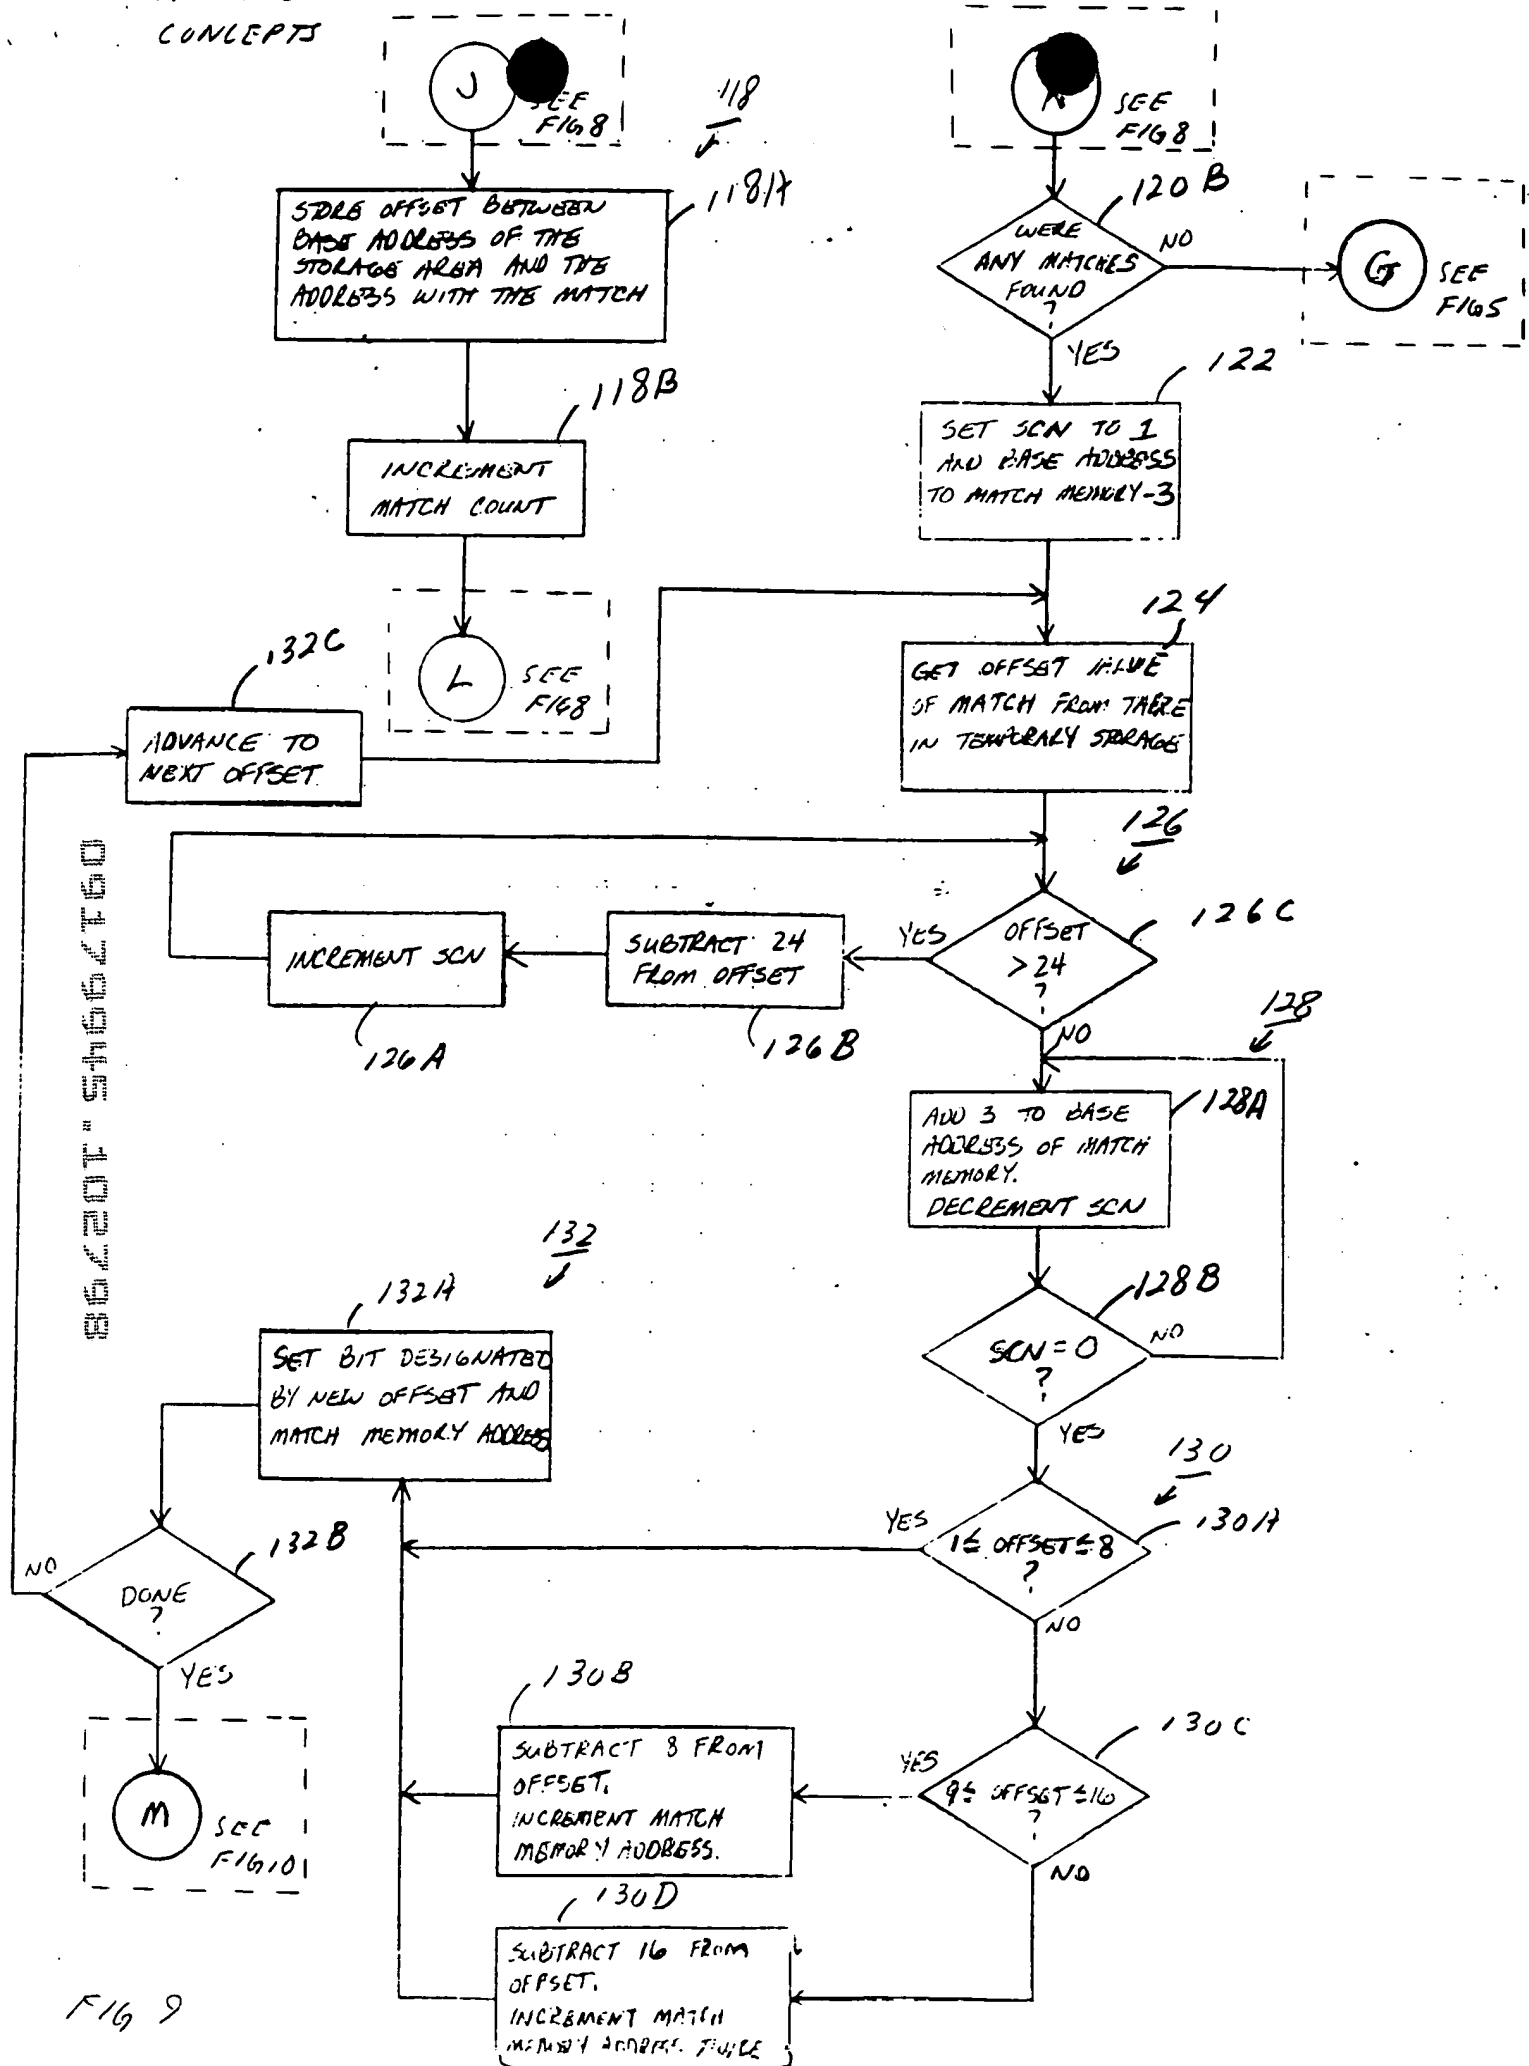 CONCEPTS
J
SEE
FIG 8
118
118A
STORE OFFSET BETWEEN
BASE ADDRESS OF THE
STORAGE AREA AND THE
ADDRESS WITH THE MATCH
118B
INCREMENT
MATCH COUNT
L
SEE
FIG 8
SEE
FIG 8
120B
WERE
ANY MATCHES
FOUND
?
NO
G
SEE
FIG 5
YES
122
SET SCN TO 1
AND BASE ADDRESS
TO MATCH MEMORY-3
124
GET OFFSET VALUE
OF MATCH FROM TABLE
IN TEMPORARY STORAGE
132C
ADVANCE TO
NEXT OFFSET
126
126C
OFFSET
> 24
?
YES
SUBTRACT 24
FROM OFFSET
126B
INCREMENT SCN
126A
NO
128
128A
ADD 3 TO BASE
ADDRESS OF MATCH
MEMORY.
DECREMENT SCN
128B
SCN = 0
?
NO
YES
130
130A
1 ≤ OFFSET ≤ 8
?
YES
NO
132
132A
SET BIT DESIGNATED
BY NEW OFFSET AND
MATCH MEMORY ADDRESS
132B
DONE
?
NO
YES
M
SEE
FIG 10
130B
SUBTRACT 8 FROM
OFFSET.
INCREMENT MATCH
MEMORY ADDRESS.
130C
9 ≤ OFFSET ≤ 16
?
YES
NO
130D
SUBTRACT 16 FROM
OFFSET.
INCREMENT MATCH
MEMORY ADDRESS TWICE
09179945.102798
FIG 9